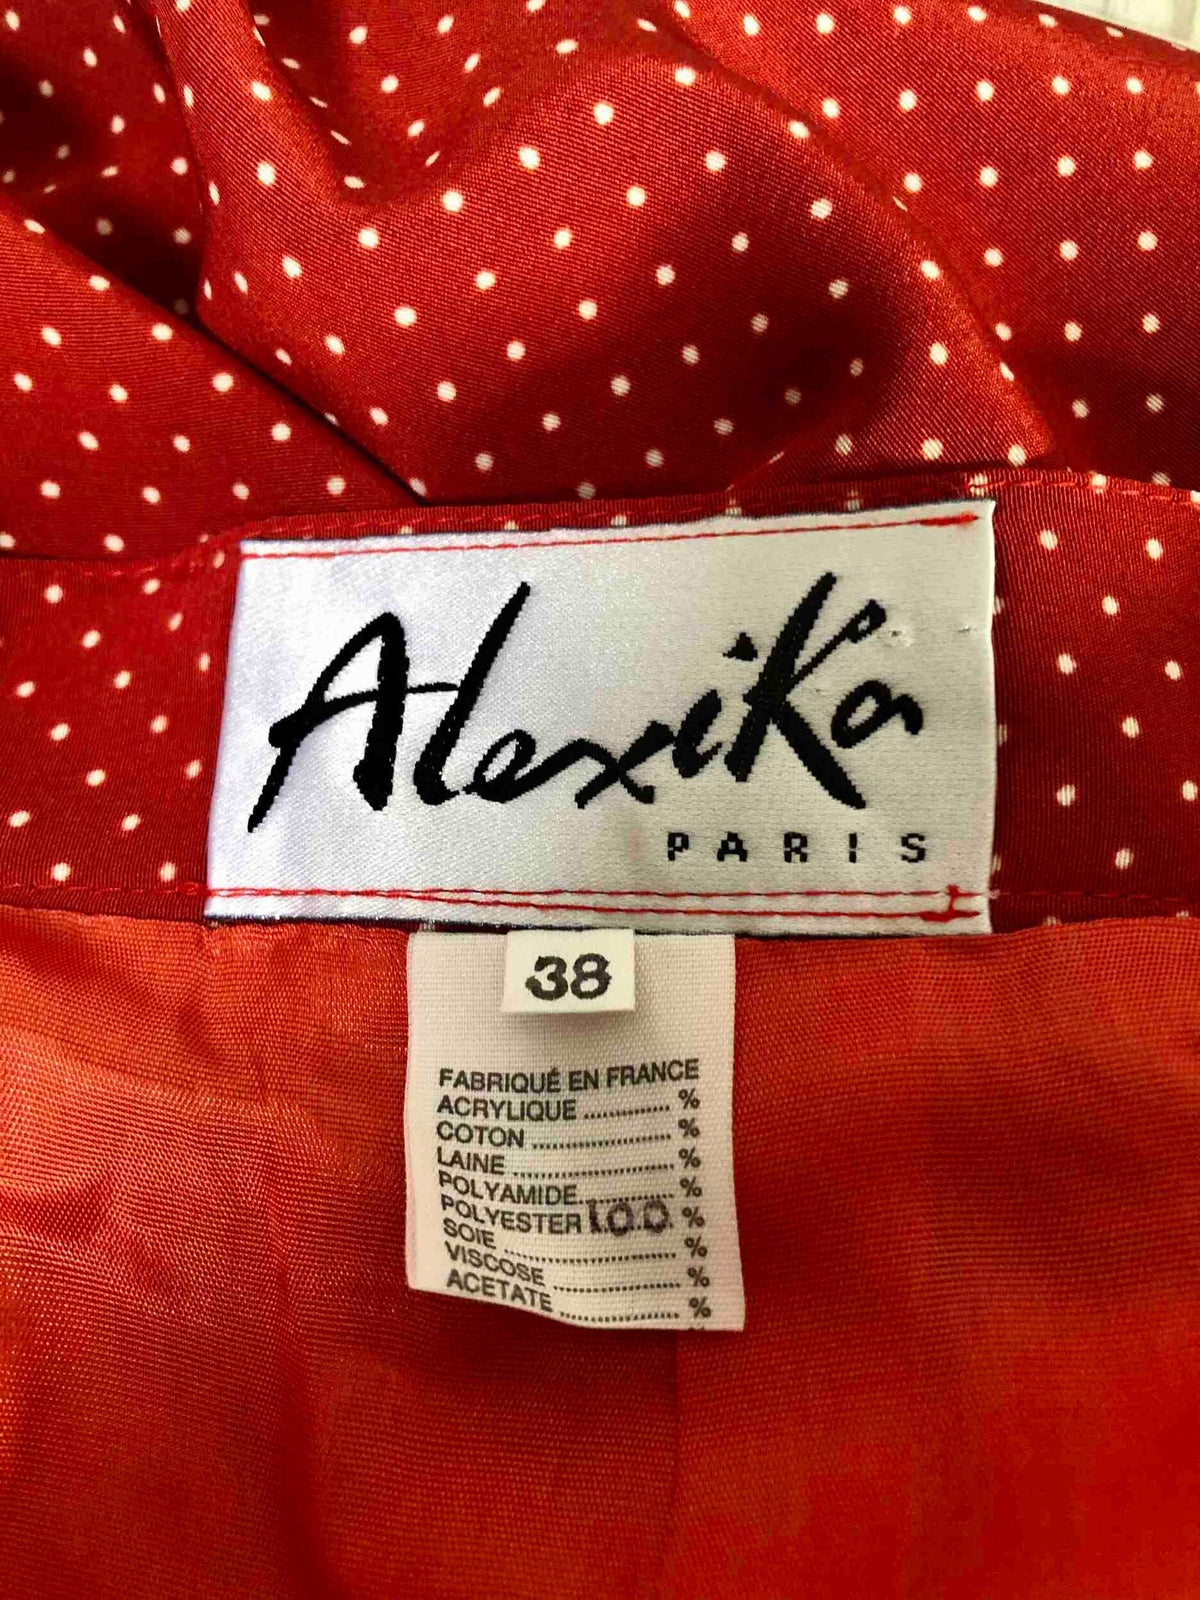 AlexiKa
PARIS
38
FABRIQUÉ EN FRANCE
ACRYLIQUE .............. %
COTON ...................... %
LAINE ......................... %
POLYAMIDE............... %
POLYESTER 100 %
SOIE ........................... %
VISCOSE .................... %
ACETATE .................... %